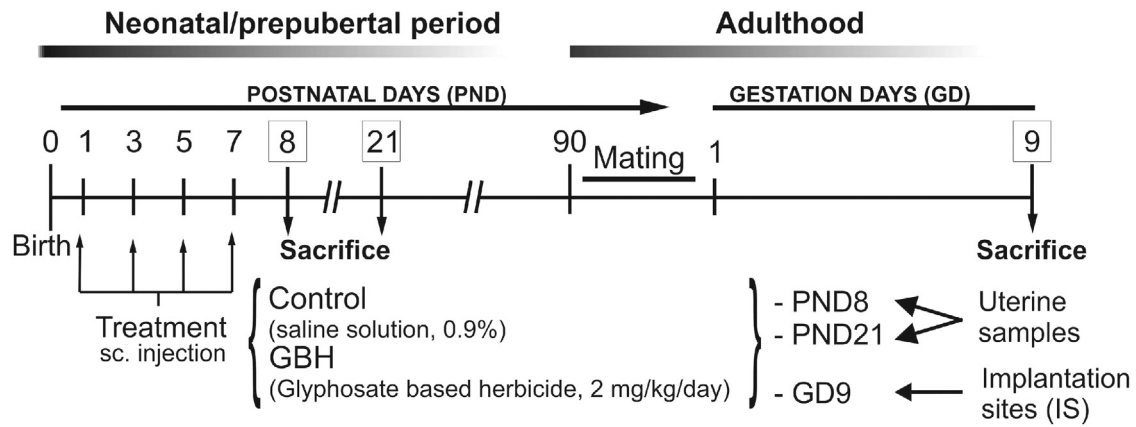 Neonatal/prepubertal period Adulthood
POSTNATAL DAYS (PND) GESTATION DAYS (GD)
0 1 3 5 7 8 21 90 Mating 1 9
Birth Sacrifice Sacrifice
Treatment
sc. injection
Control
(saline solution, 0.9%)
GBH
(Glyphosate based herbicide, 2 mg/kg/day)
- PND8
- PND21
- GD9
Uterine
samples
Implantation
sites (IS)